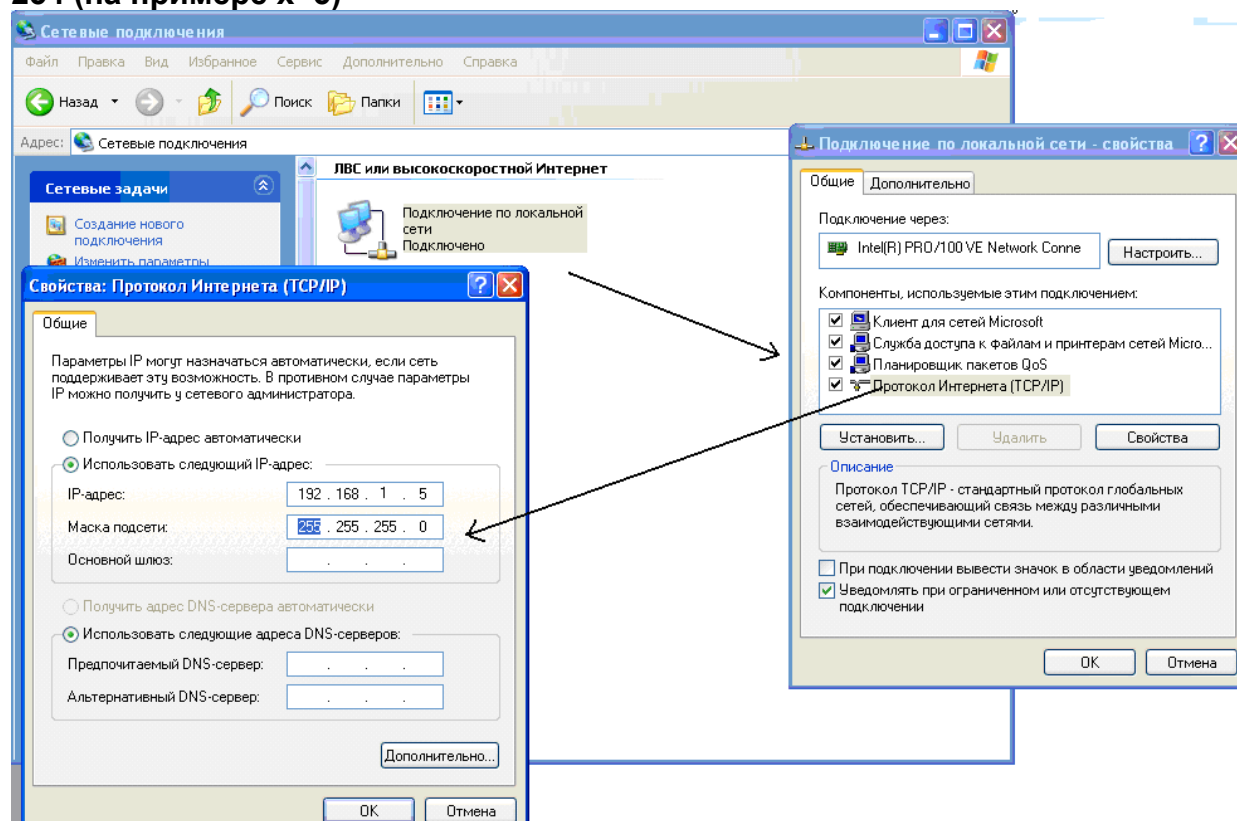 254 (на примере x=5)
Сетевые подключения
Файл Правка Вид Избранное Сервис Дополнительно Справка
Назад Поиск Папки
Адрес: Сетевые подключения
Сетевые задачи
Создание нового
подключения
Изменить параметры
ЛВС или высокоскоростной Интернет
Подключение по локальной
сети
Подключено
Подключение по локальной сети - свойства
Общие Дополнительно
Подключение через:
Intel(R) PRO/100 VE Network Conne
Настроить...
Компоненты, используемые этим подключением:
Клиент для сетей Microsoft
Служба доступа к файлам и принтерам сетей Micro...
Планировщик пакетов QoS
Протокол Интернета (TCP/IP)
Установить... Удалить Свойства
Описание
Протокол TCP/IP - стандартный протокол глобальных
сетей, обеспечивающий связь между различными
взаимодействующими сетями.
При подключении вывести значок в области уведомлений
Уведомлять при ограниченном или отсутствующем
подключении
OK Отмена
Свойства: Протокол Интернета (TCP/IP)
Общие
Параметры IP могут назначаться автоматически, если сеть
поддерживает эту возможность. В противном случае параметры
IP можно получить у сетевого администратора.
Получить IP-адрес автоматически
Использовать следующий IP-адрес:
IP-адрес: 192 . 168 . 1 . 5
Маска подсети: 255 . 255 . 255 . 0
Основной шлюз: . . .
Получить адрес DNS-сервера автоматически
Использовать следующие адреса DNS-серверов:
Предпочитаемый DNS-сервер: . . .
Альтернативный DNS-сервер: . . .
Дополнительно...
OK Отмена